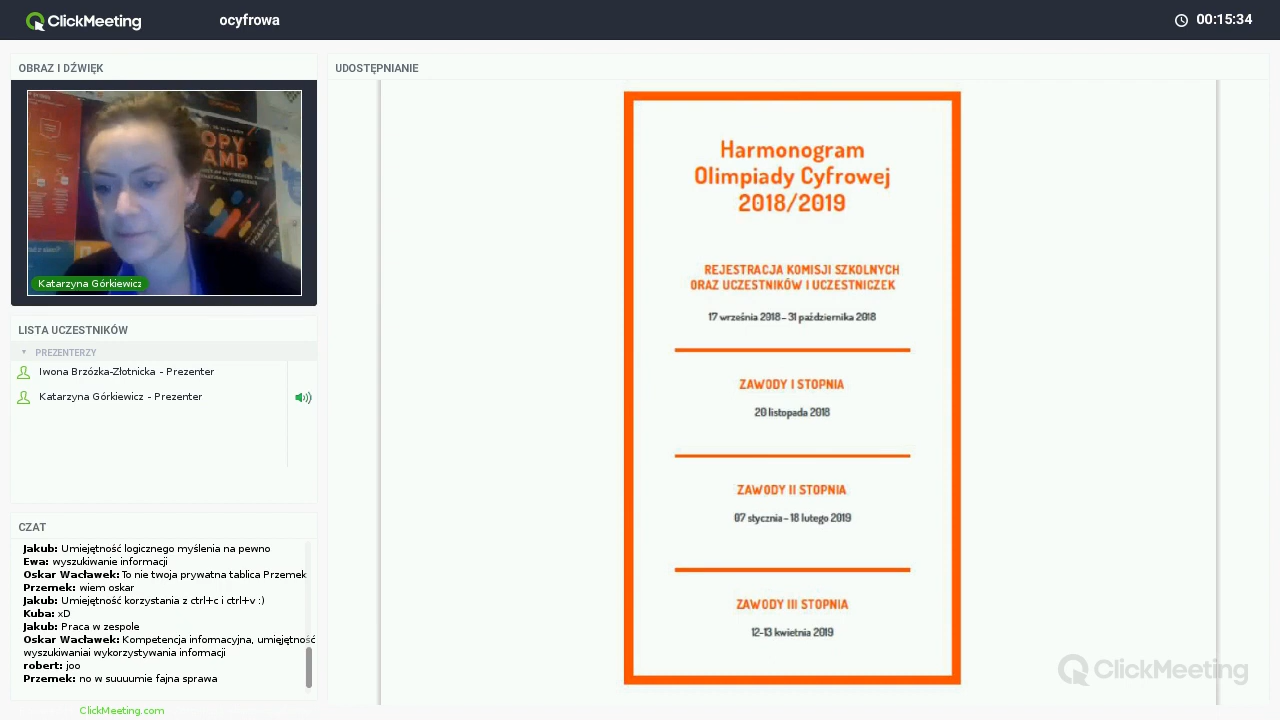 ClickMeeting
ocyfrowa
00:15:34
OBRAZ I DŹWIĘK
OPY
AMP
Katarzyna Górkiewicz
LISTA UCZESTNIKÓW
PREZENTERZY
Iwona Brzózka-Złotnicka - Prezenter
Katarzyna Górkiewicz - Prezenter
CZAT
Jakub: Umiejętność logicznego myślenia na pewno
Ewa: wyszukiwanie informacji
Oskar Wacławek: To nie twoja prywatna tablica Przemek
Przemek: wiem oskar
Jakub: Umiejętność korzystania z ctrl+c i ctrl+v :)
Kuba: xD
Jakub: Praca w zespole
Oskar Wacławek: Kompetencja informacyjna, umięjętność
wyszukiwaniai wykorzystywania informacji
robert: joo
Przemek: no w suuuumie fajna sprawa
ClickMeeting.com
UDOSTĘPNIANIE
Harmonogram
Olimpiady Cyfrowej
2018/2019
REJESTRACJA KOMISJI SZKOLNYCH
ORAZ UCZESTNIKÓW I UCZESTNICZEK
17 września 2018 - 31 października 2018
ZAWODY I STOPNIA
20 listopada 2018
ZAWODY II STOPNIA
07 stycznia - 18 lutego 2019
ZAWODY III STOPNIA
12-13 kwietnia 2019
ClickMeeting